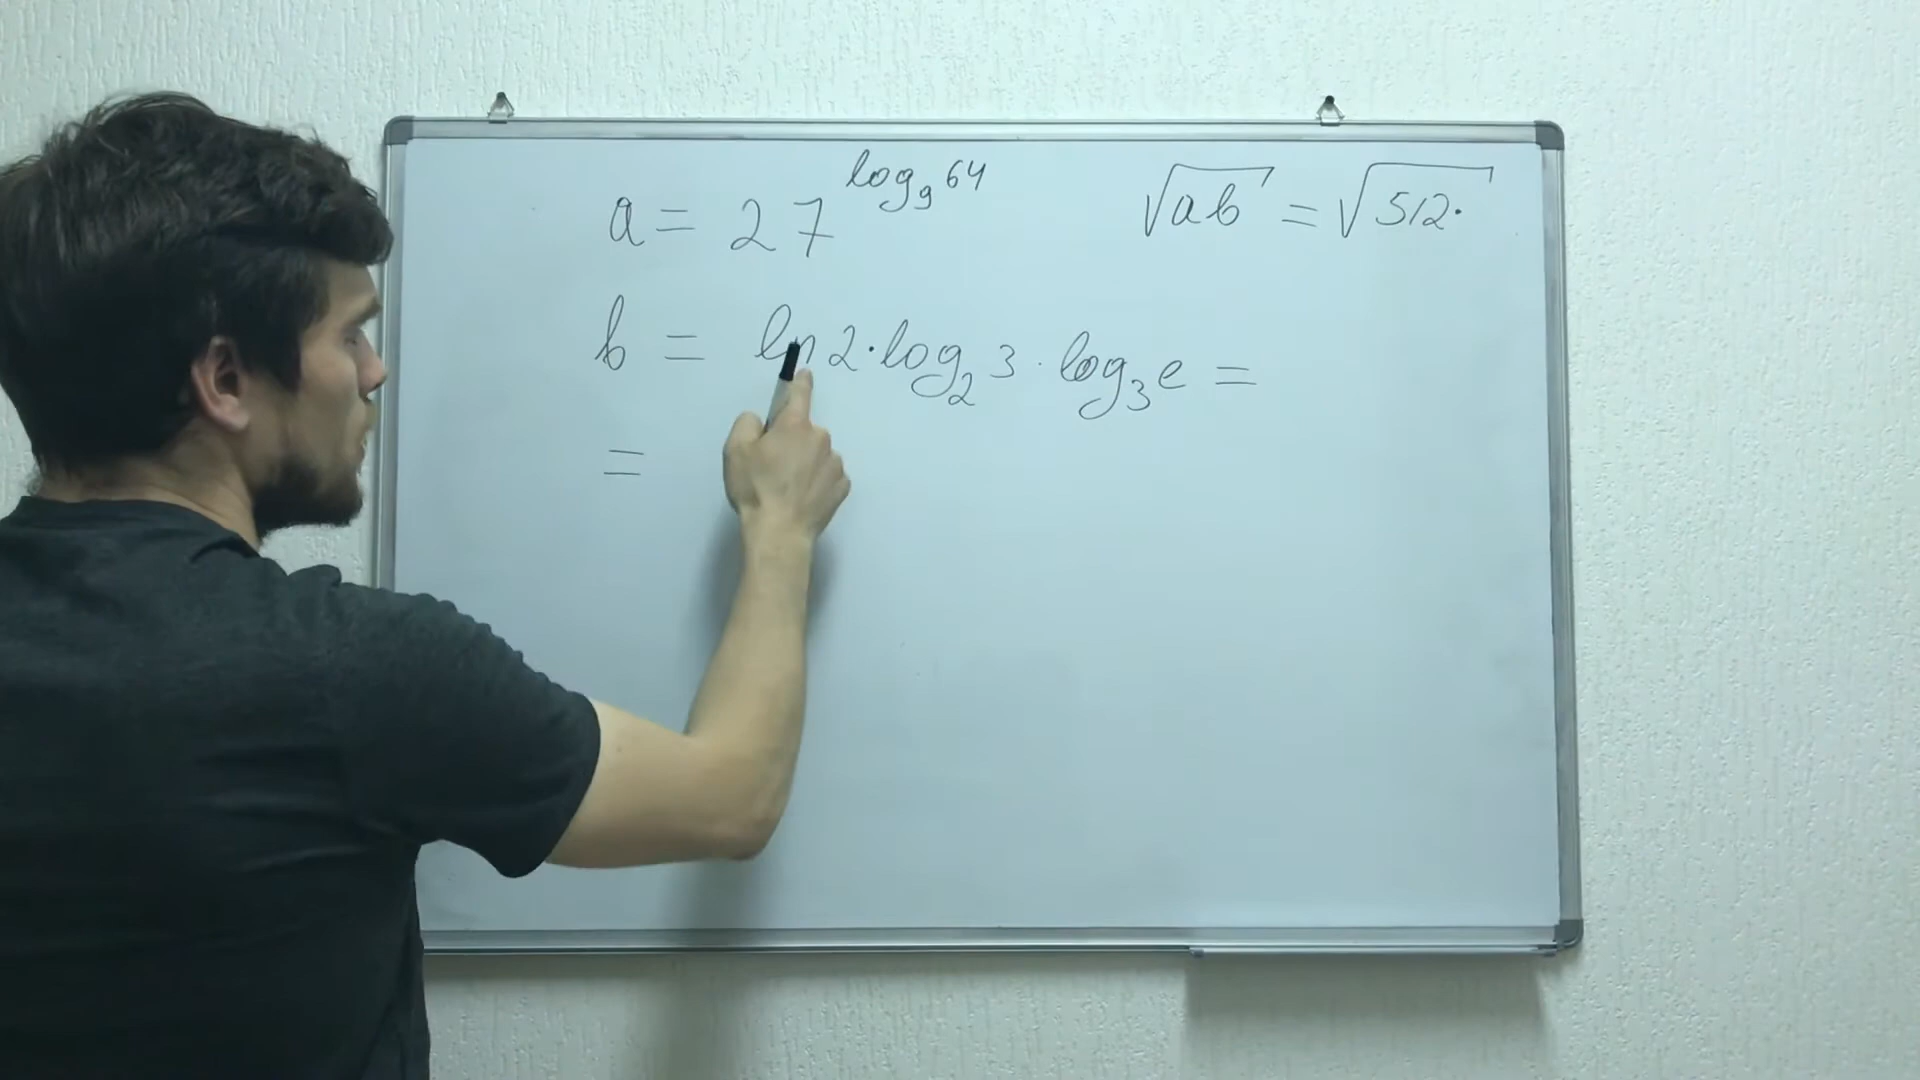 a = 27^{log_9 64}
√(ab) = √(512·
b = ln 2 · log_2 3 · log_3 e =
=